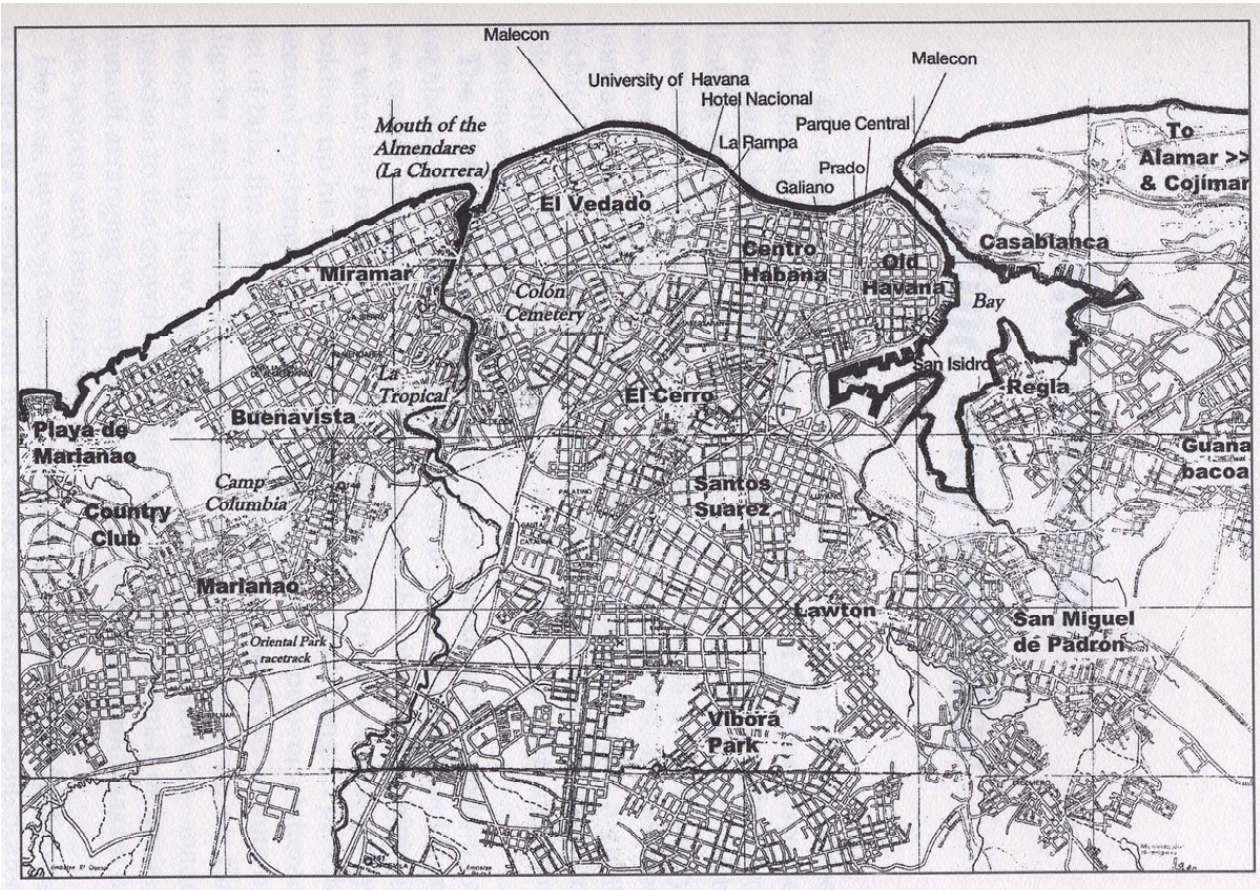 Malecon
Malecon
University of Havana
Hotel Nacional
Mouth of the
Almendares
(La Chorrera)
Parque Central
La Rampa
Prado
Galiano
To
Alamar >>
& Cojímar
El Vedado
Casablanca
Miramar
Centro
Habana
Old
Havana
Colón
Cemetery
Bay
San Isidro
La
Tropical
El Cerro
Regla
Buenavista
Playa de
Marianao
Guana
bacoa
Camp
Columbia
Santos
Suarez
Country
Club
Marianao
Lawton
San Miguel
de Padron
Oriental Park
racetrack
Vibora
Park